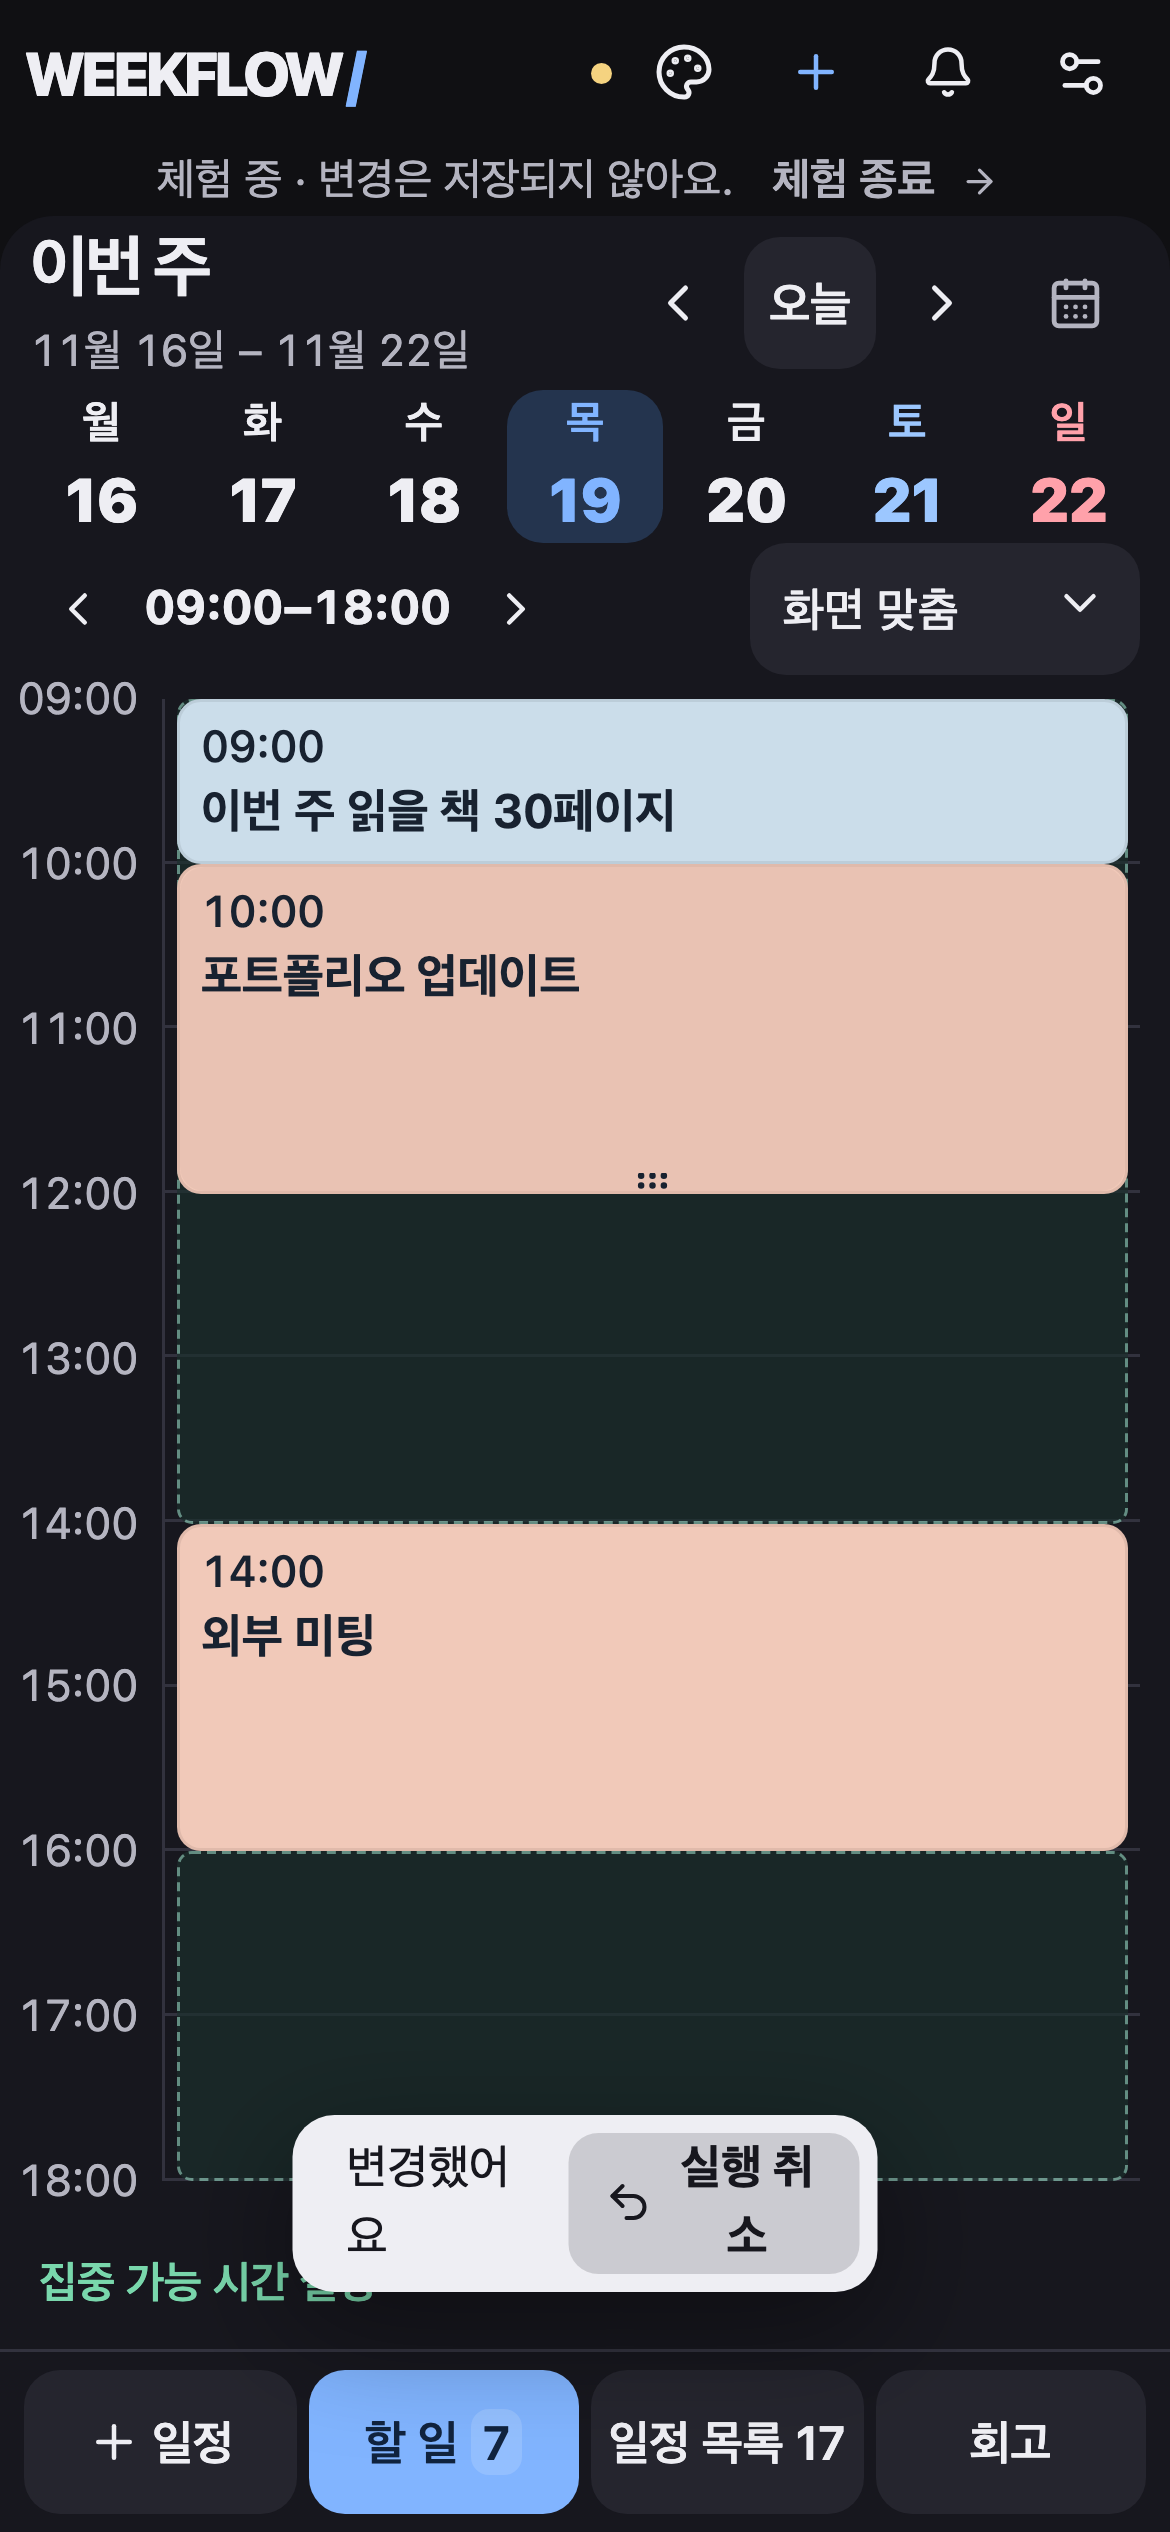 WEEKFLOW/
체험 중 · 변경은 저장되지 않아요. 체험 종료 →
이번 주
오늘
11월 16일 – 11월 22일
월 화 수 목 금 토 일
16 17 18 19 20 21 22
09:00–18:00
화면 맞춤
09:00
09:00
이번 주 읽을 책 30페이지
10:00
10:00
포트폴리오 업데이트
11:00
12:00
13:00
14:00
14:00
외부 미팅
15:00
16:00
17:00
18:00
변경했어
요
실행 취
소
집중 가능 시간
+ 일정
할 일 7
일정 목록 17
회고